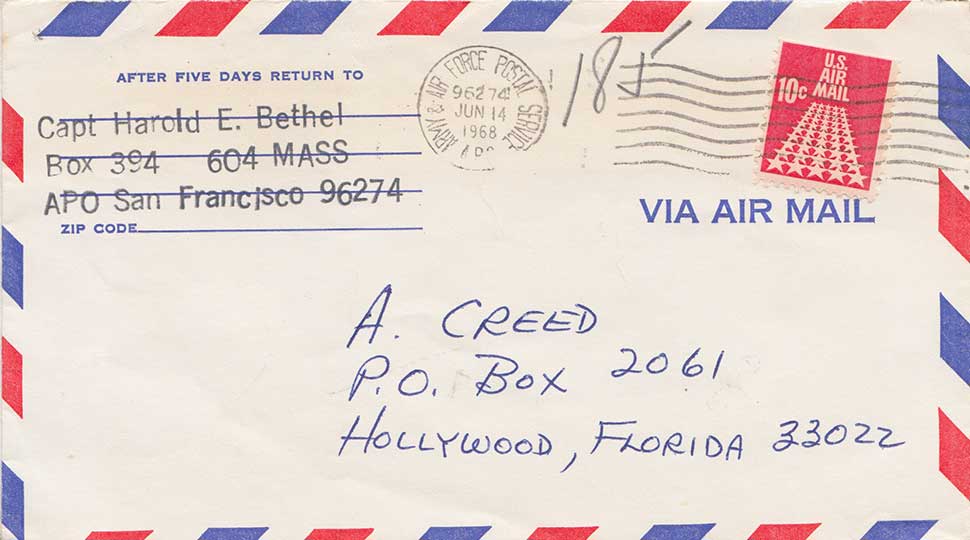 AFTER FIVE DAYS RETURN TO
Capt Harold E. Bethel
Box 394 604 MASS
APO San Francisco 96274
ZIP CODE
ARMY & AIR FORCE POSTAL SERVICE
96274
JUN 14
1968
APO
185
U.S.
AIR
MAIL
10c
VIA AIR MAIL
A. CREED
P.O. BOX 2061
HOLLYWOOD, FLORIDA 33022